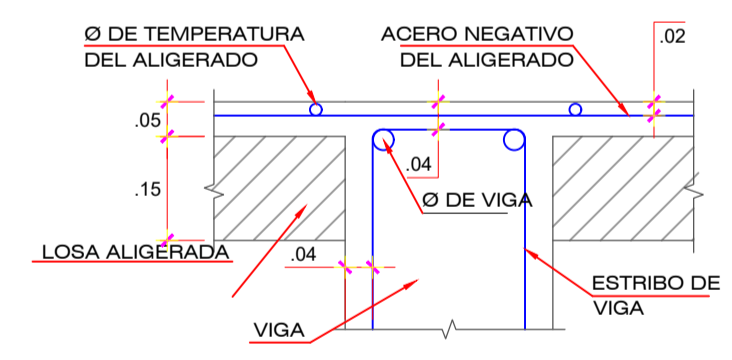 Ø DE TEMPERATURA
DEL ALIGERADO
ACERO NEGATIVO
DEL ALIGERADO
.02
.05
.15
.04
Ø DE VIGA
LOSA ALIGERADA
.04
ESTRIBO DE
VIGA
VIGA